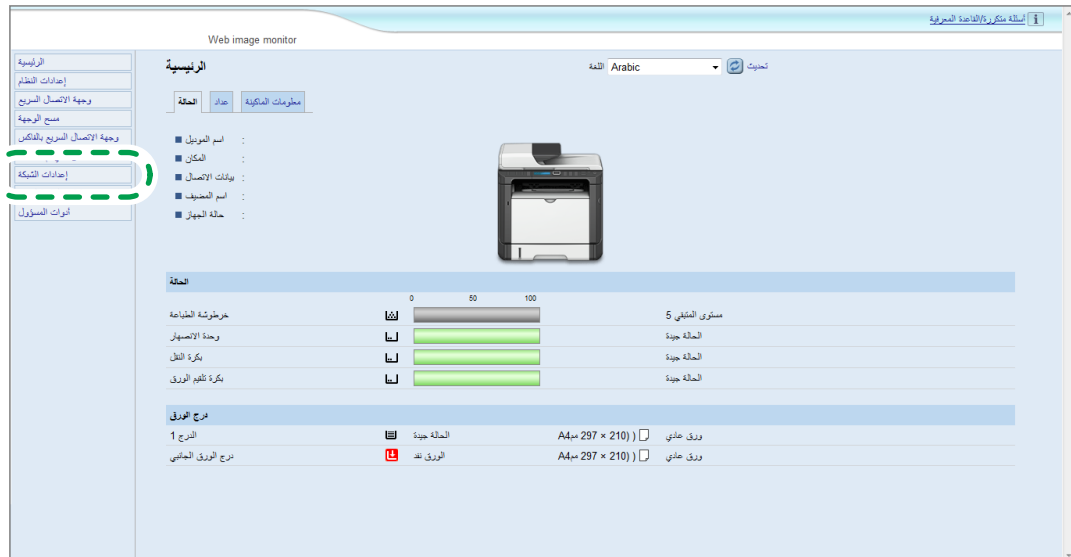 أسئلة متكررة/القاعدة المعرفية
Web image monitor
الرئيسية
إعدادات النظام
وجهة الاتصال السريع
مسح الوجهة
وجهة الاتصال السريع بالفاكس
إعدادات الشبكة
أدوات المسؤول
الرئيسية
اللغة Arabic تحديث
الحالة عداد معلومات الماكينة
اسم الموديل :
المكان :
بيانات الاتصال :
اسم المضيف :
حالة الجهاز :
الحالة
0 50 100
خرطوشة الطباعة مستوى المتبقي 5
وحدة الانصهار الحالة جيدة
بكرة النقل الحالة جيدة
بكرة تلقيم الورق الحالة جيدة
درج الورق
الدرج 1 الحالة جيدة A4 (210 × 297 مم) ورق عادي
درج الورق الجانبي الورق نفد A4 (210 × 297 مم) ورق عادي